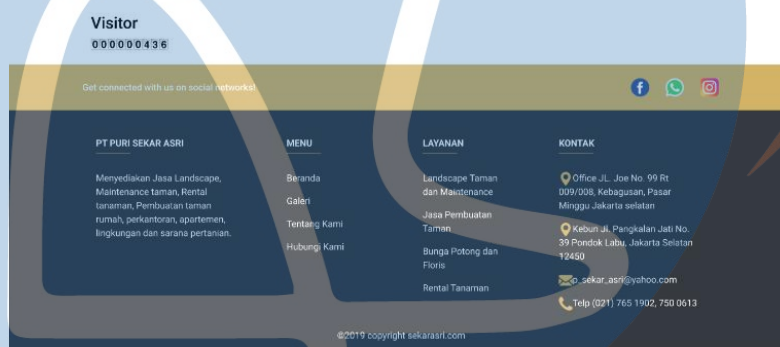 Visitor
000000436
Get connected with us on social networks!
PT PURI SEKAR ASRI
Menyediakan Jasa Landscape,
Maintenance taman, Rental
tanaman, Pembuatan taman
rumah, perkantoran, apartemen,
lingkungan dan sarana pertanian.
MENU
Beranda
Galeri
Tentang Kami
Hubungi Kami
LAYANAN
Landscape Taman
dan Maintenance
Jasa Pembuatan
Taman
Bunga Potong dan
Floris
Rental Tanaman
KONTAK
Office JL. Joe No. 99 Rt
009/008, Kebagusan, Pasar
Minggu Jakarta selatan
Kebun Jl. Pangkalan Jati No.
39 Pondok Labu, Jakarta Selatan
12450
p_sekar_asri@yahoo.com
Telp (021) 765 1902, 750 0613
©2019 copyright sekarasri.com